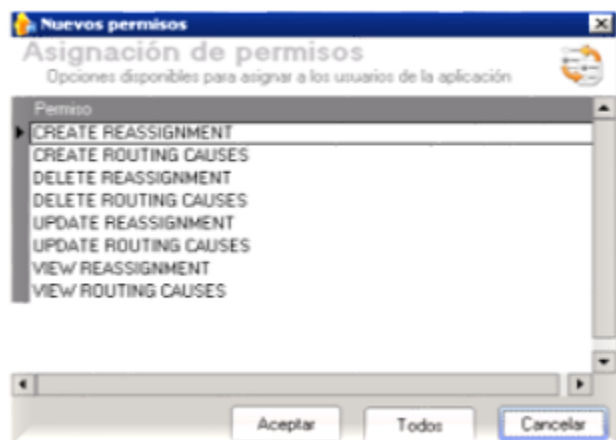 Nuevos permisos
Asignación de permisos
Opciones disponibles para asignar a los usuarios de la aplicación
Permiso
CREATE REASSIGNMENT
CREATE ROUTING CAUSES
DELETE REASSIGNMENT
DELETE ROUTING CAUSES
UPDATE REASSIGNMENT
UPDATE ROUTING CAUSES
VIEW REASSIGNMENT
VIEW ROUTING CAUSES
Aceptar Todos Cancelar